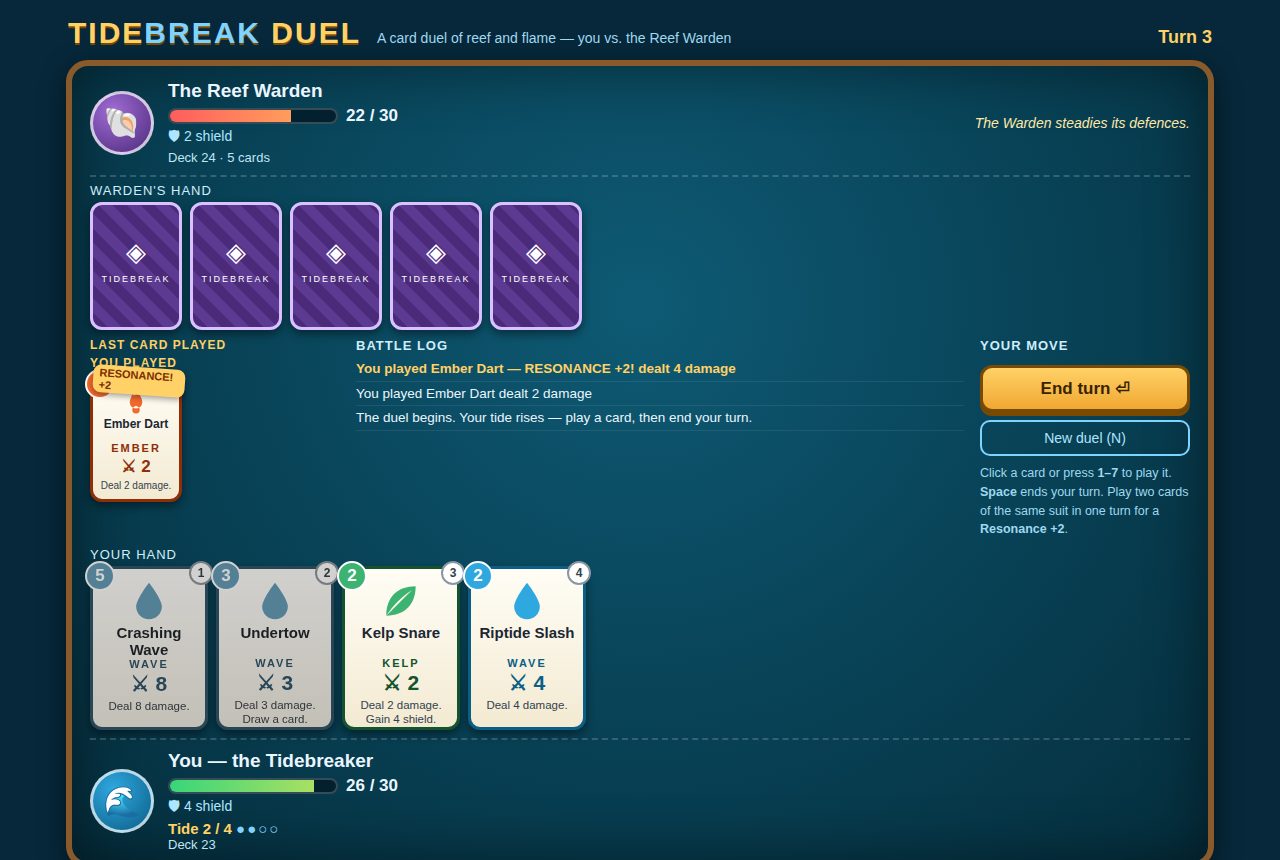 TIDEBREAK DUEL A card duel of reef and flame — you vs. the Reef Warden Turn 3
The Reef Warden
22 / 30
2 shield
Deck 24 · 5 cards
The Warden steadies its defences.
WARDEN'S HAND
TIDEBREAK TIDEBREAK TIDEBREAK TIDEBREAK TIDEBREAK
LAST CARD PLAYED
YOU PLAYED
RESONANCE!
+2
Ember Dart
EMBER
⚔ 2
Deal 2 damage.
BATTLE LOG
You played Ember Dart — RESONANCE +2! dealt 4 damage
You played Ember Dart dealt 2 damage
The duel begins. Your tide rises — play a card, then end your turn.
YOUR MOVE
End turn ⏎
New duel (N)
Click a card or press 1–7 to play it.
Space ends your turn. Play two cards
of the same suit in one turn for a
Resonance +2.
YOUR HAND
5 1
Crashing
Wave
WAVE
⚔ 8
Deal 8 damage.
3 2
Undertow
WAVE
⚔ 3
Deal 3 damage.
Draw a card.
2 3
Kelp Snare
KELP
⚔ 2
Deal 2 damage.
Gain 4 shield.
2 4
Riptide Slash
WAVE
⚔ 4
Deal 4 damage.
You — the Tidebreaker
26 / 30
4 shield
Tide 2 / 4 ●●○○
Deck 23